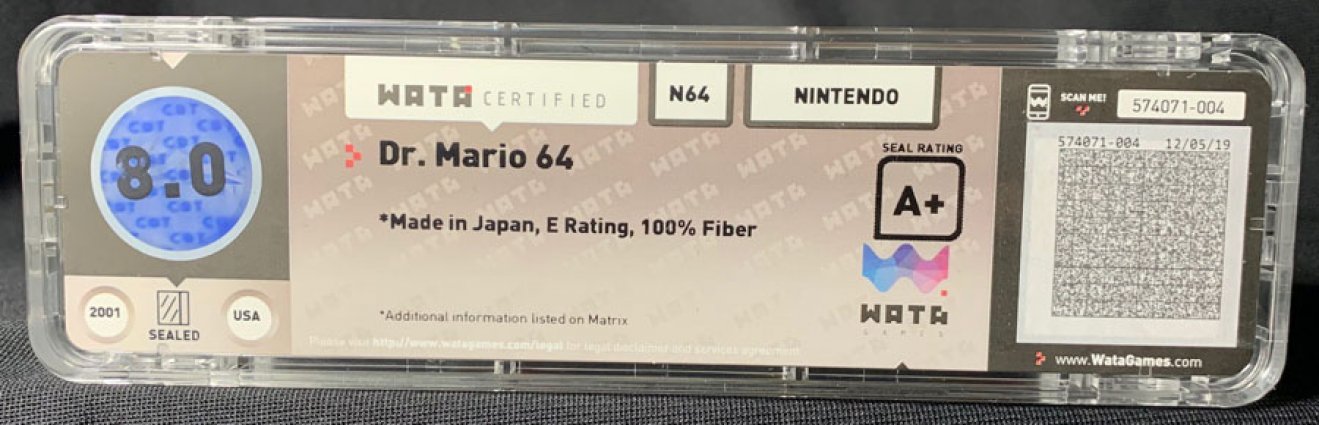 8.0
2001
SEALED
USA
WATA CERTIFIED
N64
NINTENDO
Dr. Mario 64
*Made in Japan, E Rating, 100% Fiber
*Additional information listed on Matrix
Please visit http://www.watagames.com/legal for legal disclaimer and services agreement
SEAL RATING
A+
WATA
GAMES
SCAN ME!
574071-004
574071-004 12/05/19
www.WataGames.com